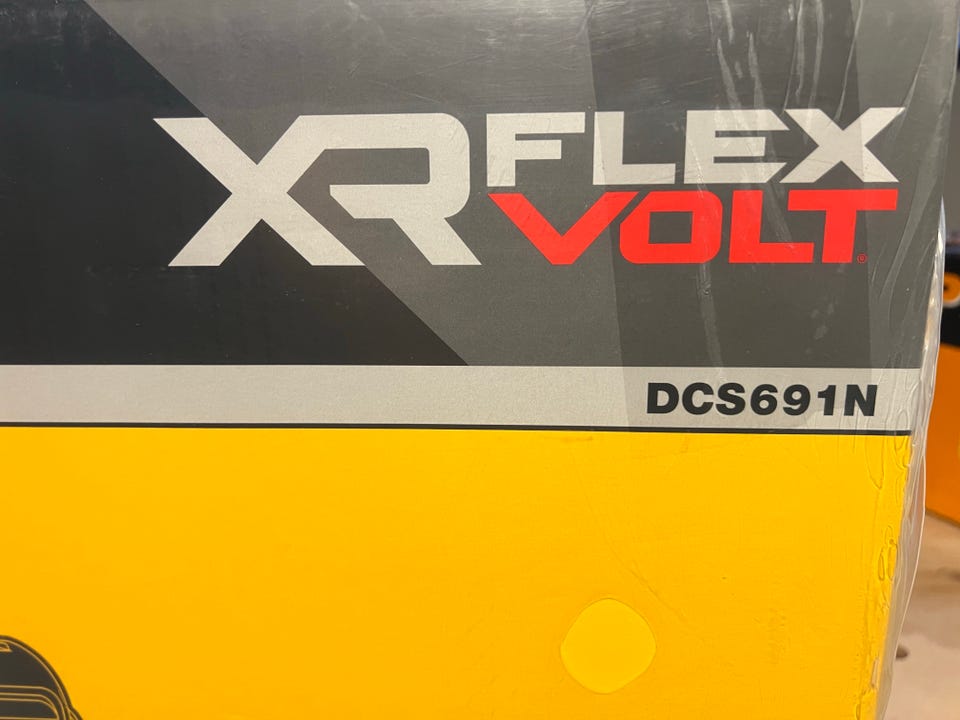 XR FLEX
VOLT®
DCS691N